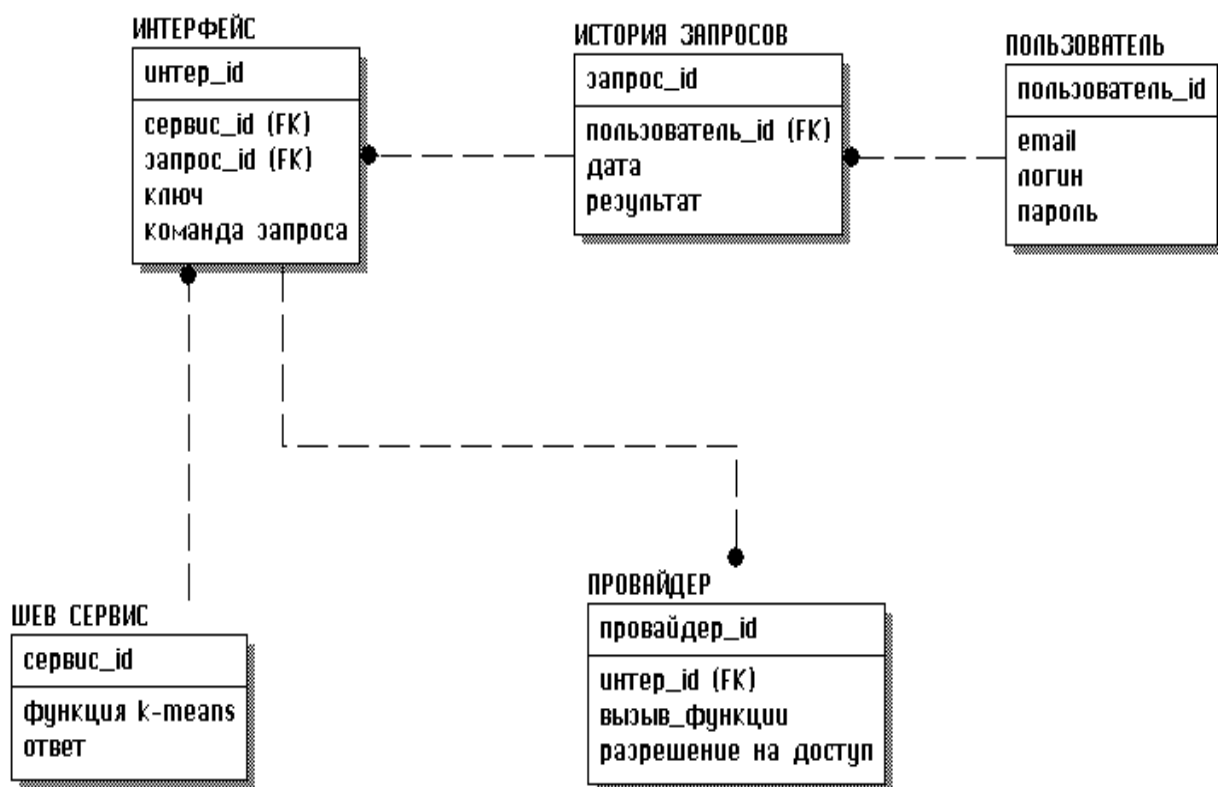 ИНТЕРФЕЙС
интер_id
сервис_id (FK)
запрос_id (FK)
ключ
команда запроса
ИСТОРИЯ ЗАПРОСОВ
запрос_id
пользователь_id (FK)
дата
результат
ПОЛЬЗОВАТЕЛЬ
пользователь_id
email
логин
пароль
ШЕВ СЕРВИС
сервис_id
функция k-means
ответ
ПРОВАЙДЕР
провайдер_id
интер_id (FK)
вызыв_функции
разрешение на доступ